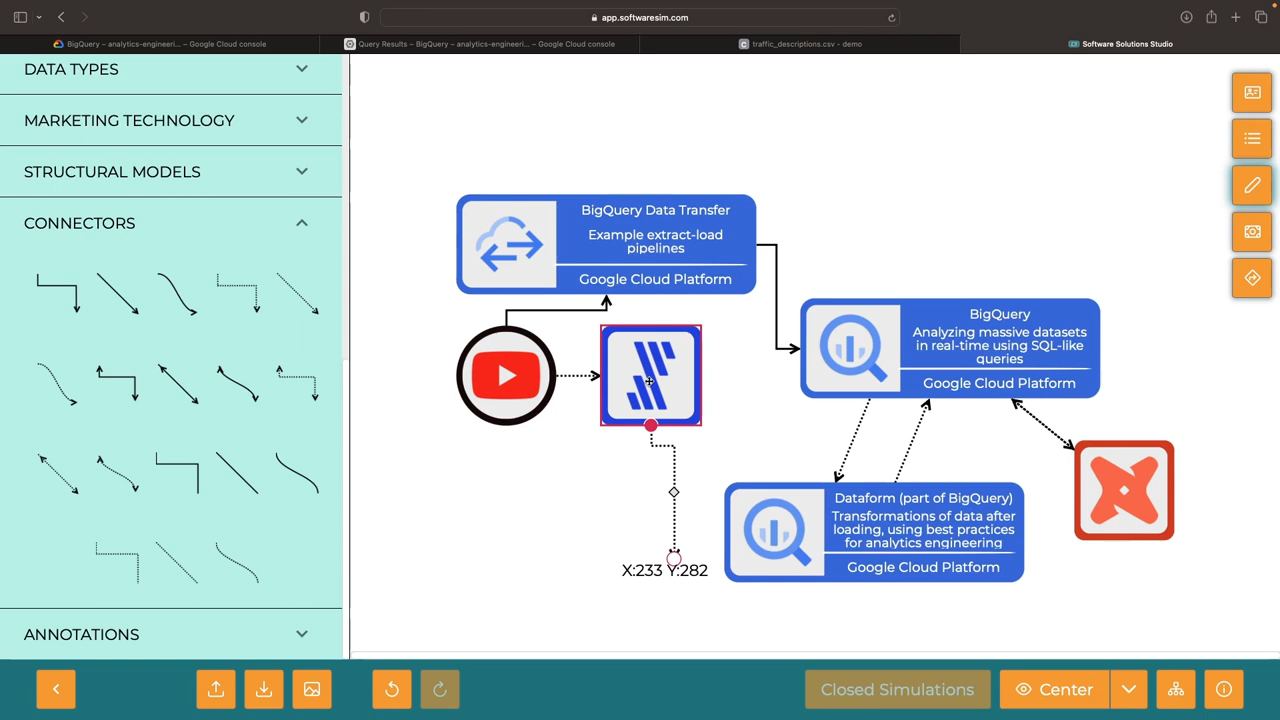 app.softwaresim.com
BigQuery – analytics-engineeri... – Google Cloud console
Query Results – BigQuery – analytics-engineeri... – Google Cloud console
traffic_descriptions.csv - demo
Software Solutions Studio
DATA TYPES
MARKETING TECHNOLOGY
STRUCTURAL MODELS
CONNECTORS
ANNOTATIONS
BigQuery Data Transfer
Example extract-load
pipelines
Google Cloud Platform
BigQuery
Analyzing massive datasets
in real-time using SQL-like
queries
Google Cloud Platform
Dataform (part of BigQuery)
Transformations of data after
loading, using best practices
for analytics engineering
Google Cloud Platform
X:233 Y:282
Closed Simulations
Center